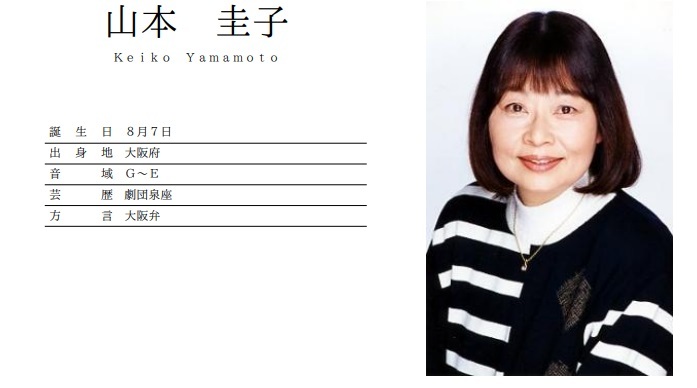 山本　圭子
Ｋｅｉｋｏ　Ｙａｍａｍｏｔｏ
誕　生　日　８月７日
出　身　地　大阪府
音　　　域　Ｇ～Ｅ
芸　　　歴　劇団泉座
方　　　言　大阪弁